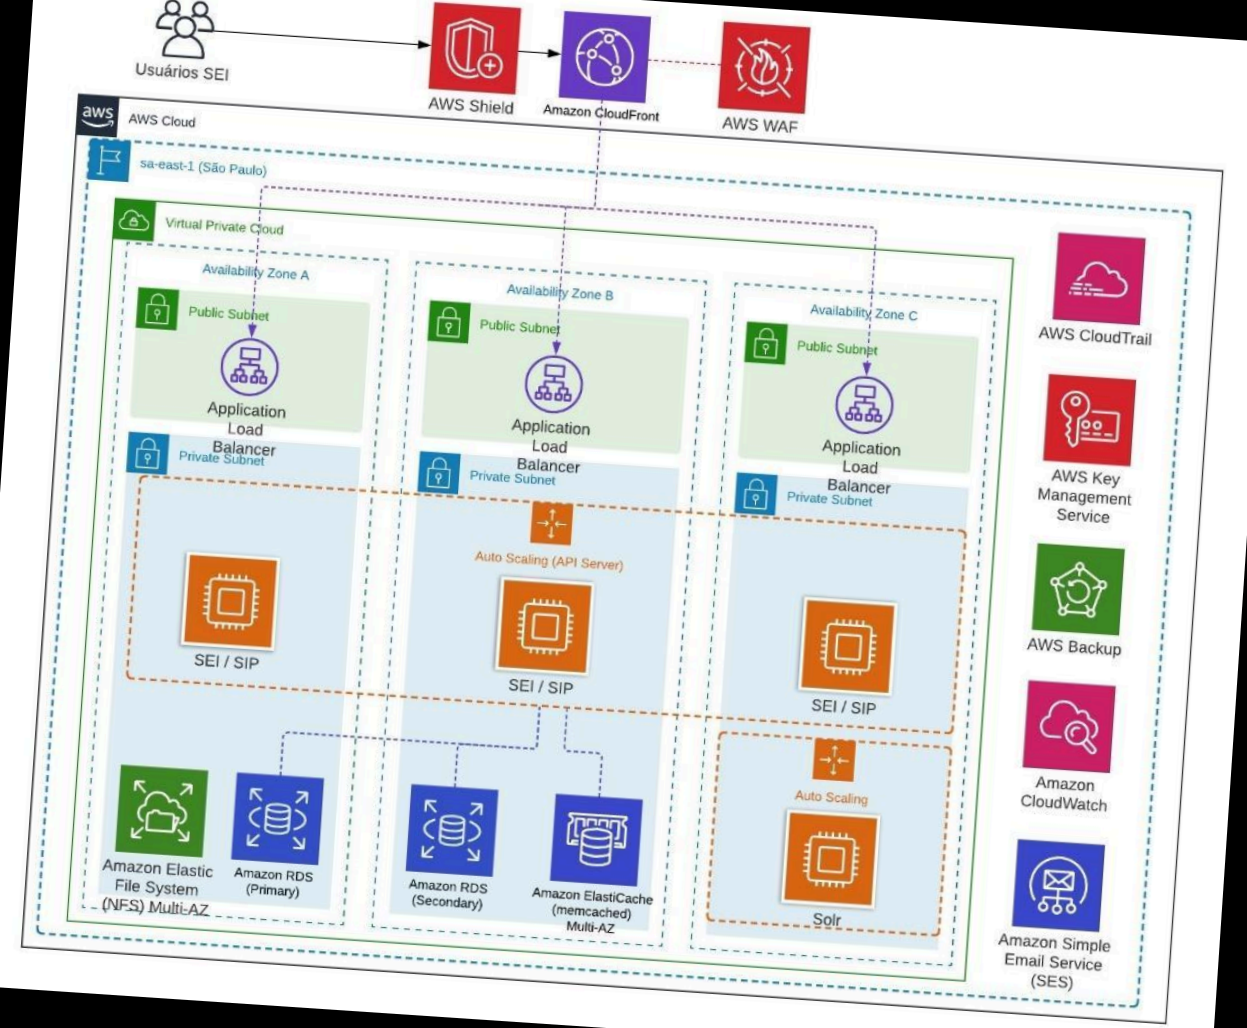 Usuários SEI
AWS Shield
Amazon CloudFront
AWS WAF
aws
AWS Cloud
sa-east-1 (São Paulo)
Virtual Private Cloud
Availability Zone A
Public Subnet
Application
Load
Balancer
Private Subnet
SEI / SIP
Amazon Elastic
File System
(NFS) Multi-AZ
Amazon RDS
(Primary)
Availability Zone B
Public Subnet
Application
Load
Balancer
Private Subnet
Auto Scaling (API Server)
SEI / SIP
Amazon RDS
(Secondary)
Amazon ElastiCache
(memcached)
Multi-AZ
Availability Zone C
Public Subnet
Application
Load
Balancer
Private Subnet
SEI / SIP
Auto Scaling
Solr
AWS CloudTrail
AWS Key
Management
Service
AWS Backup
Amazon
CloudWatch
Amazon Simple
Email Service
(SES)